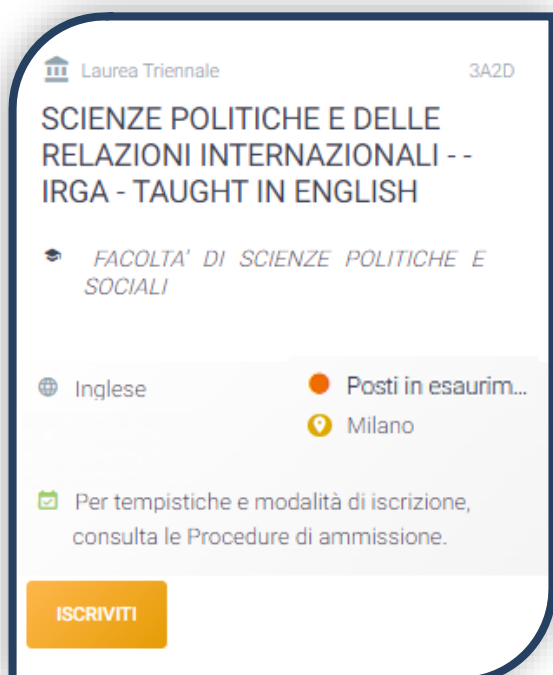 Laurea Triennale 3A2D
SCIENZE POLITICHE E DELLE
RELAZIONI INTERNAZIONALI - -
IRGA - TAUGHT IN ENGLISH
FACOLTA' DI SCIENZE POLITICHE E
SOCIALI
Inglese
Posti in esaurim...
Milano
Per tempistiche e modalità di iscrizione,
consulta le Procedure di ammissione.
ISCRIVITI